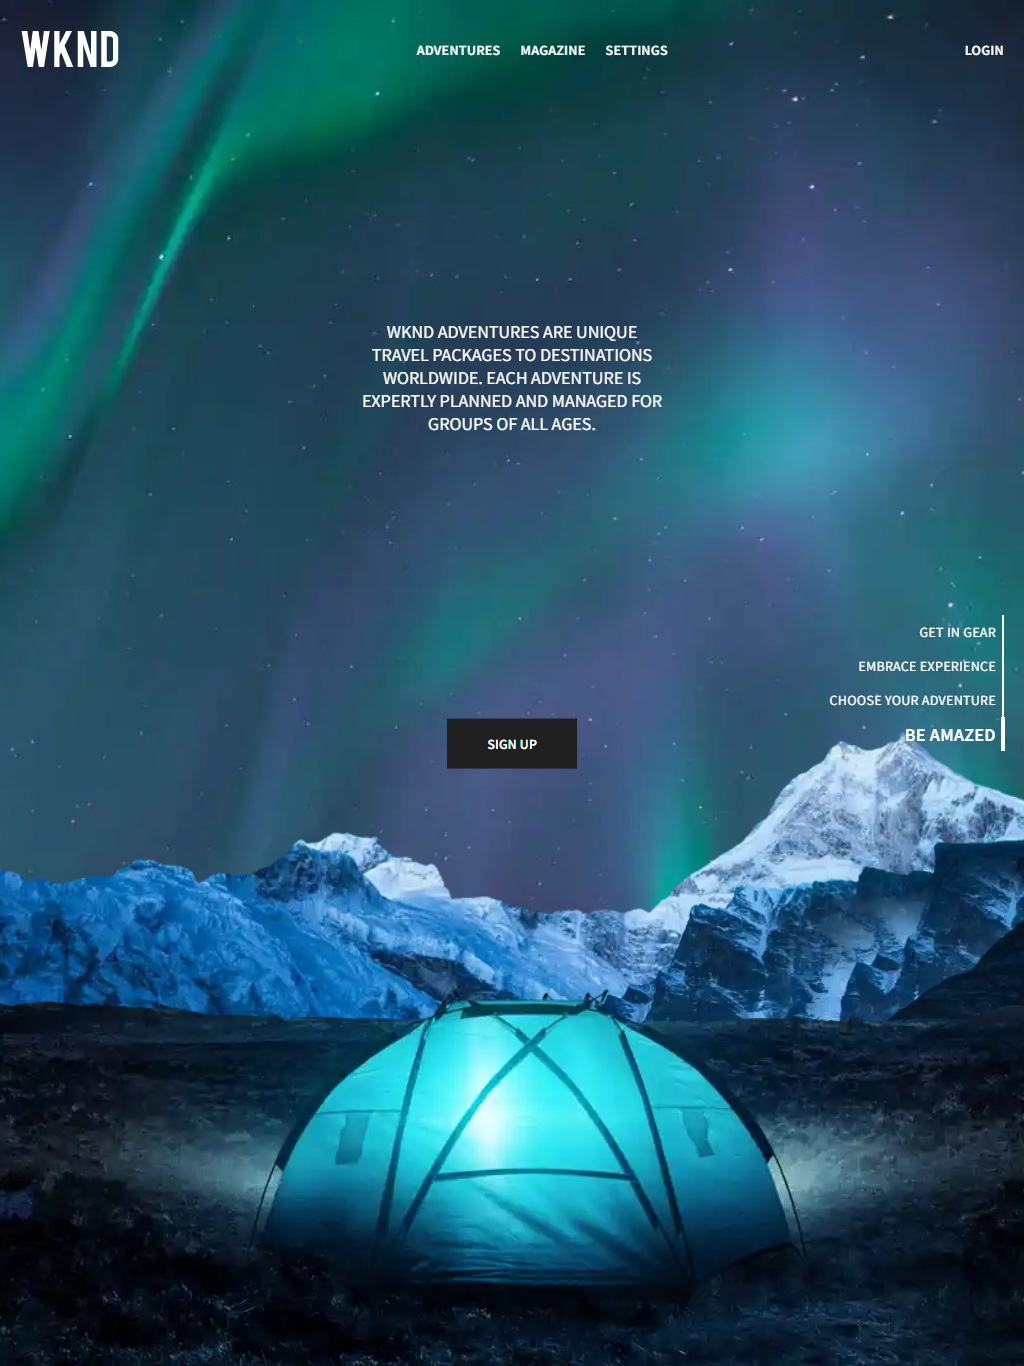 WKND
ADVENTURES MAGAZINE SETTINGS
LOGIN
WKND ADVENTURES ARE UNIQUE
TRAVEL PACKAGES TO DESTINATIONS
WORLDWIDE. EACH ADVENTURE IS
EXPERTLY PLANNED AND MANAGED FOR
GROUPS OF ALL AGES.
GET IN GEAR
EMBRACE EXPERIENCE
CHOOSE YOUR ADVENTURE
BE AMAZED
SIGN UP